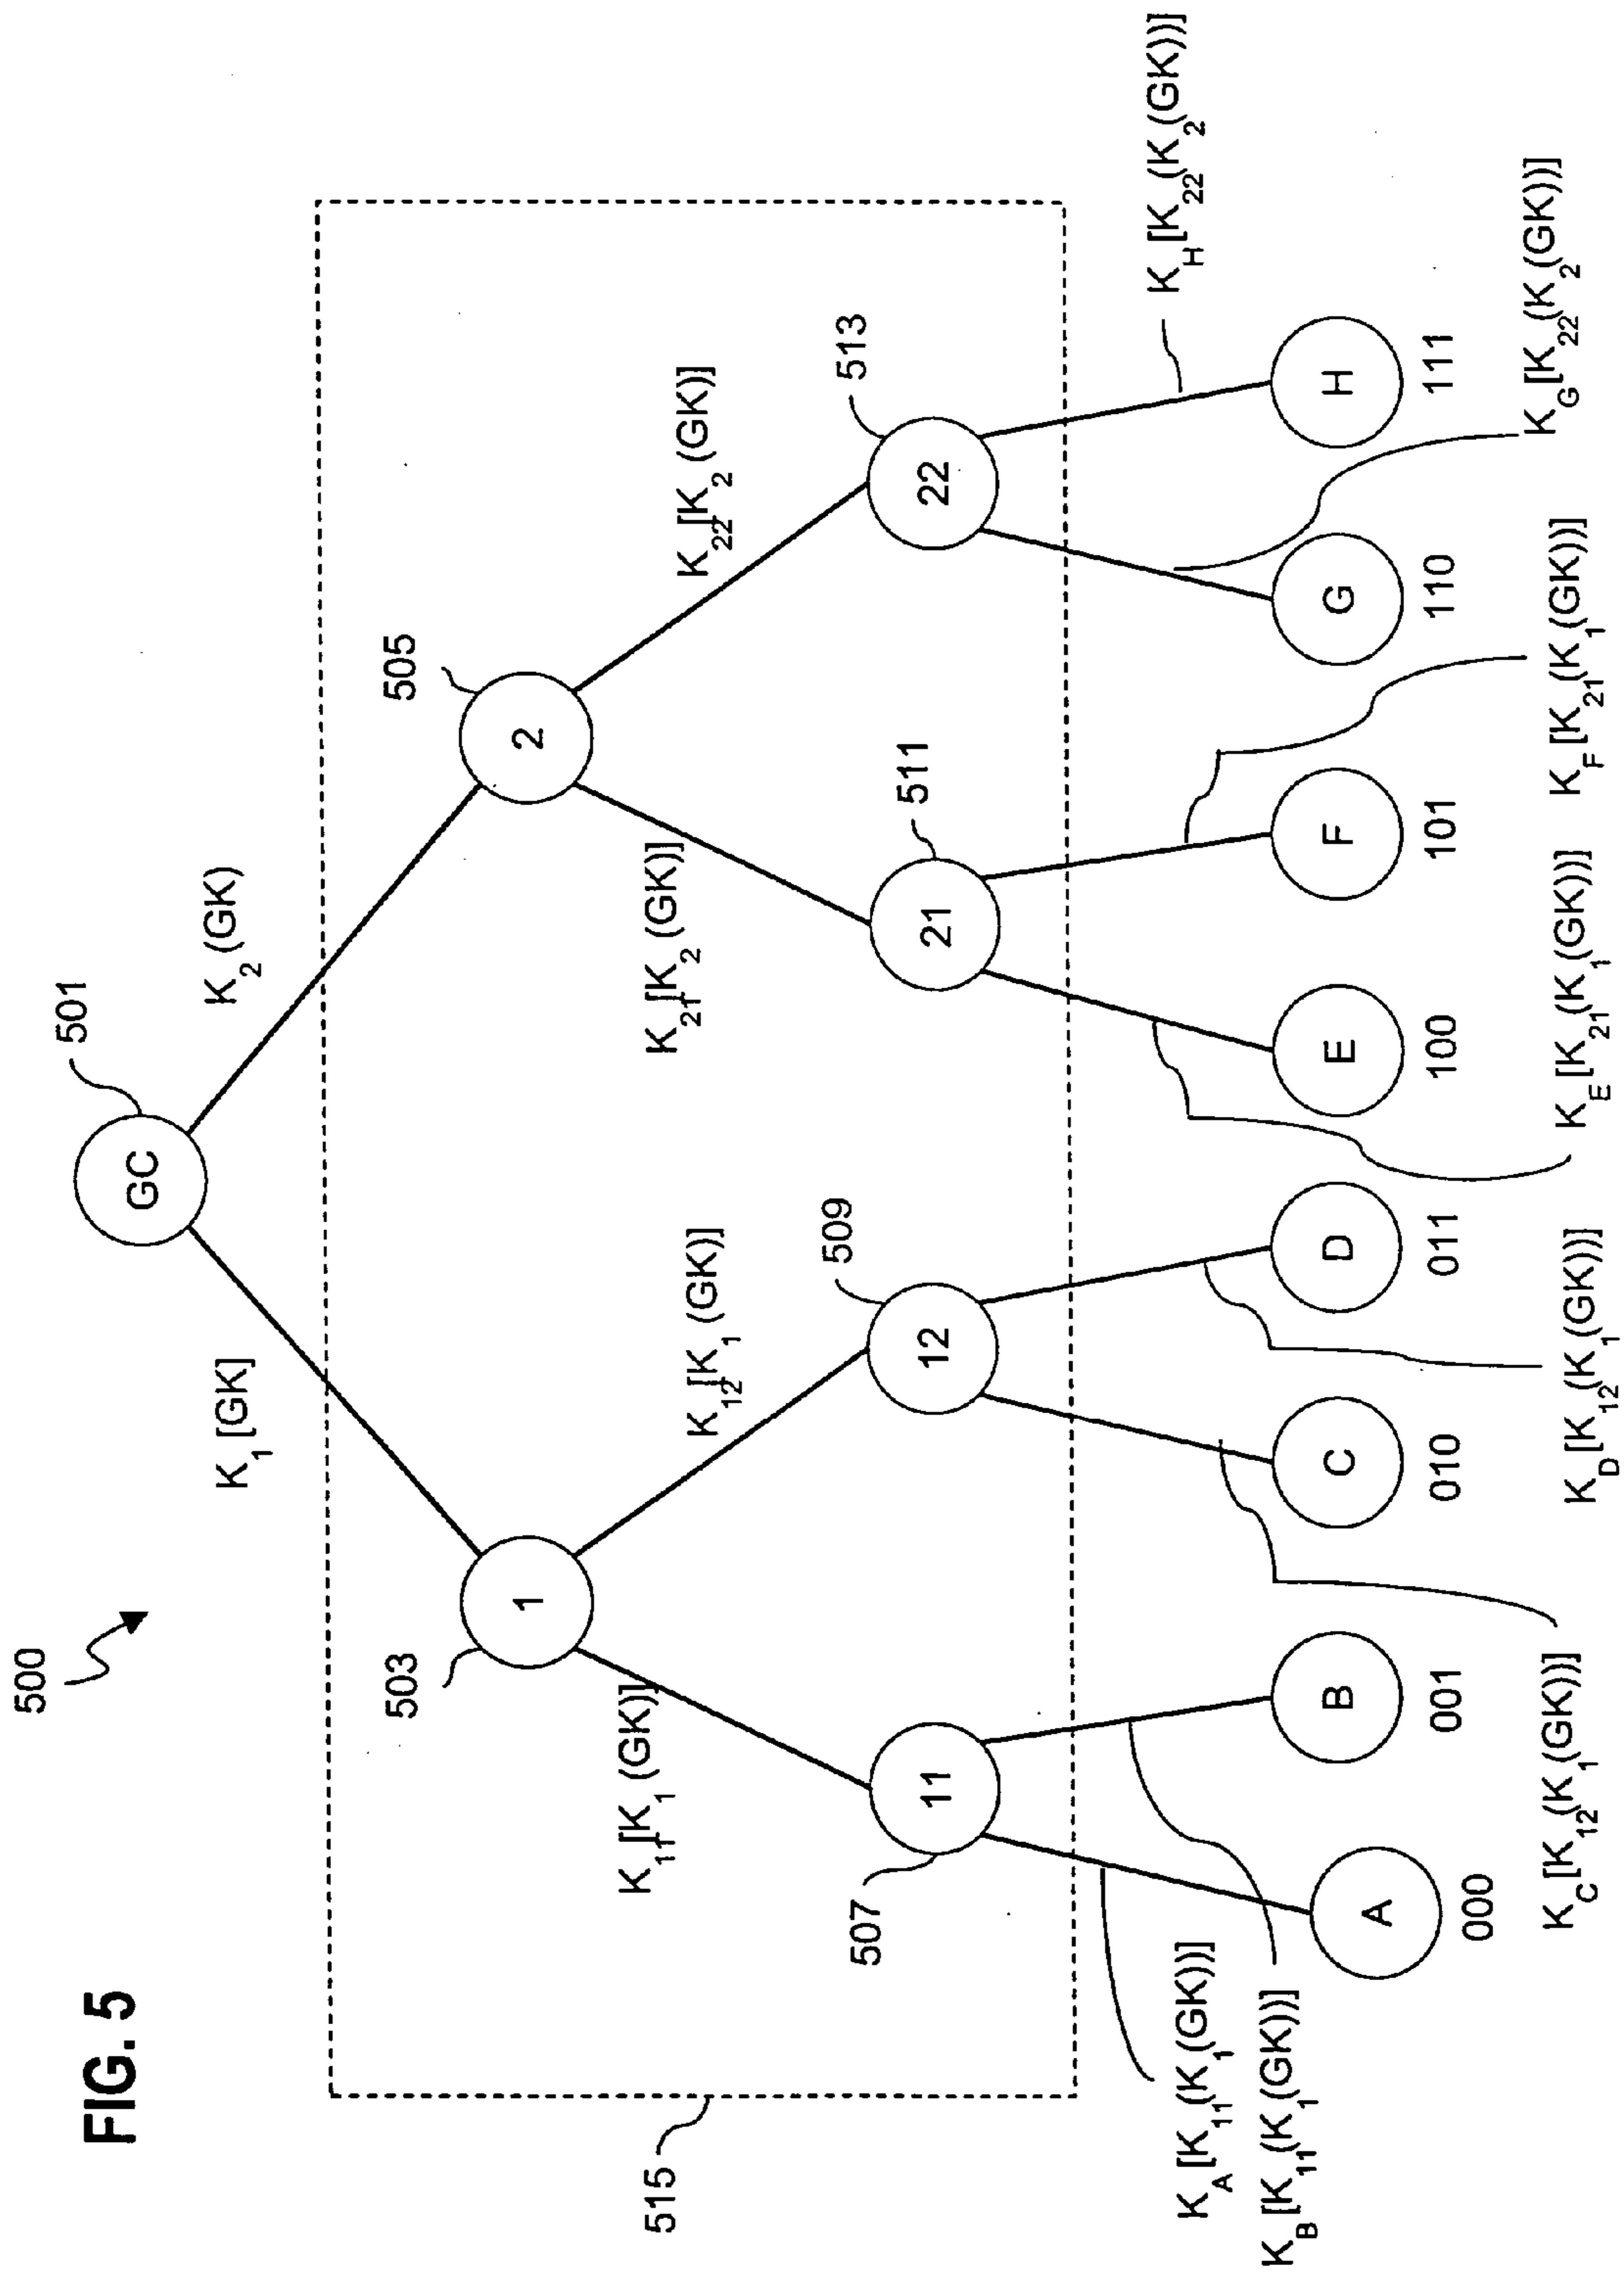 FIG. 5
500
GC
501
K1 [GK]
K2 (GK)
515
1
503
2
505
K11[K1 (GK)]
K12[K1 (GK)]
K21[K2 (GK)]
K22[K2 (GK)]
11
507
12
509
21
511
22
513
A
000
B
001
C
010
D
011
E
100
F
101
G
110
H
111
KA [K11(K1(GK))]
KB [K11(K1(GK))]
KC [K12(K1(GK))]
KD [K12(K1(GK))]
KE [K21(K1(GK))]
KF [K21(K1(GK))]
KG [K22(K2(GK))]
KH [K22(K2(GK))]